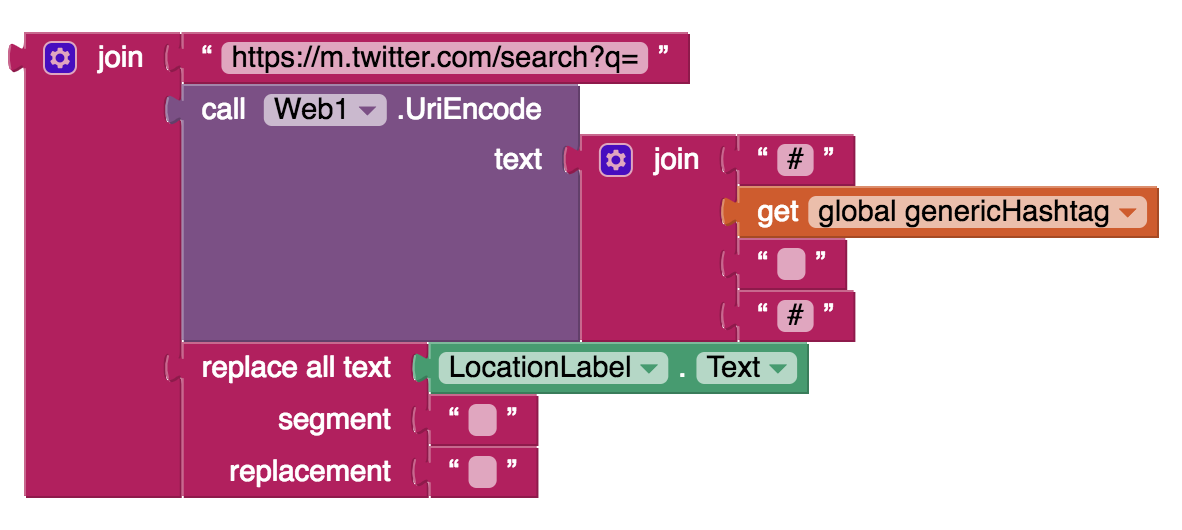 join “ https://m.twitter.com/search?q= ”
call Web1 .UriEncode
text join “ # ”
get global genericHashtag
“ ”
“ # ”
replace all text LocationLabel . Text
segment “ ”
replacement “ ”